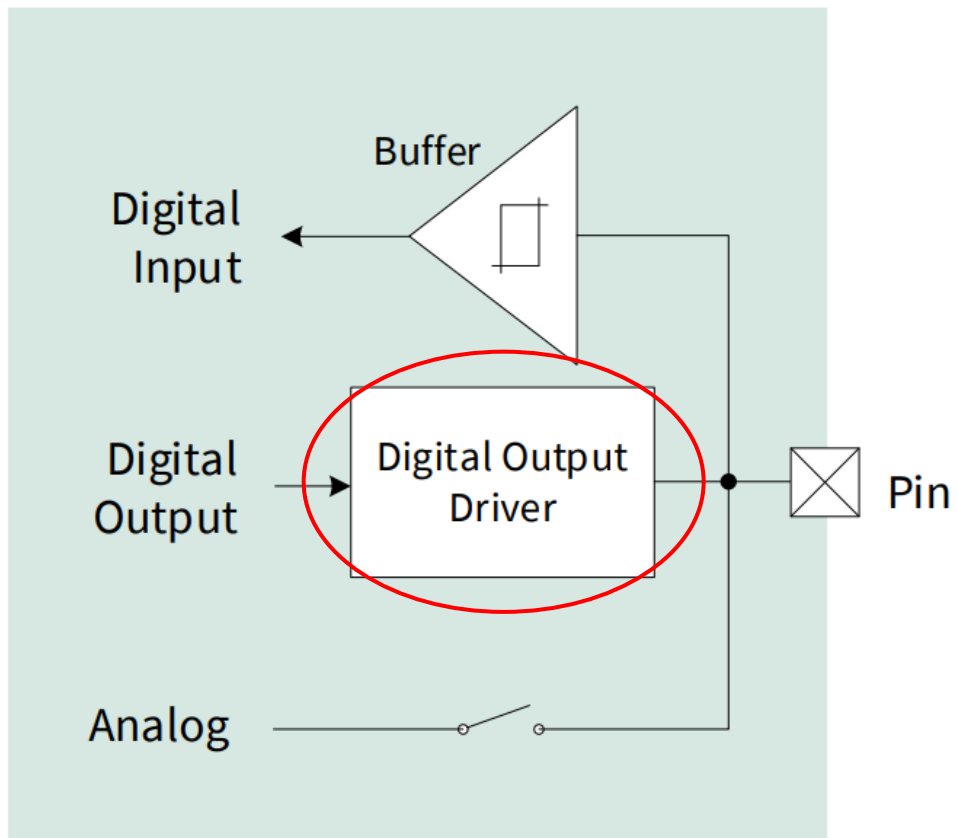 Buffer
Digital
Input
Digital
Output
Digital Output
Driver
Pin
Analog